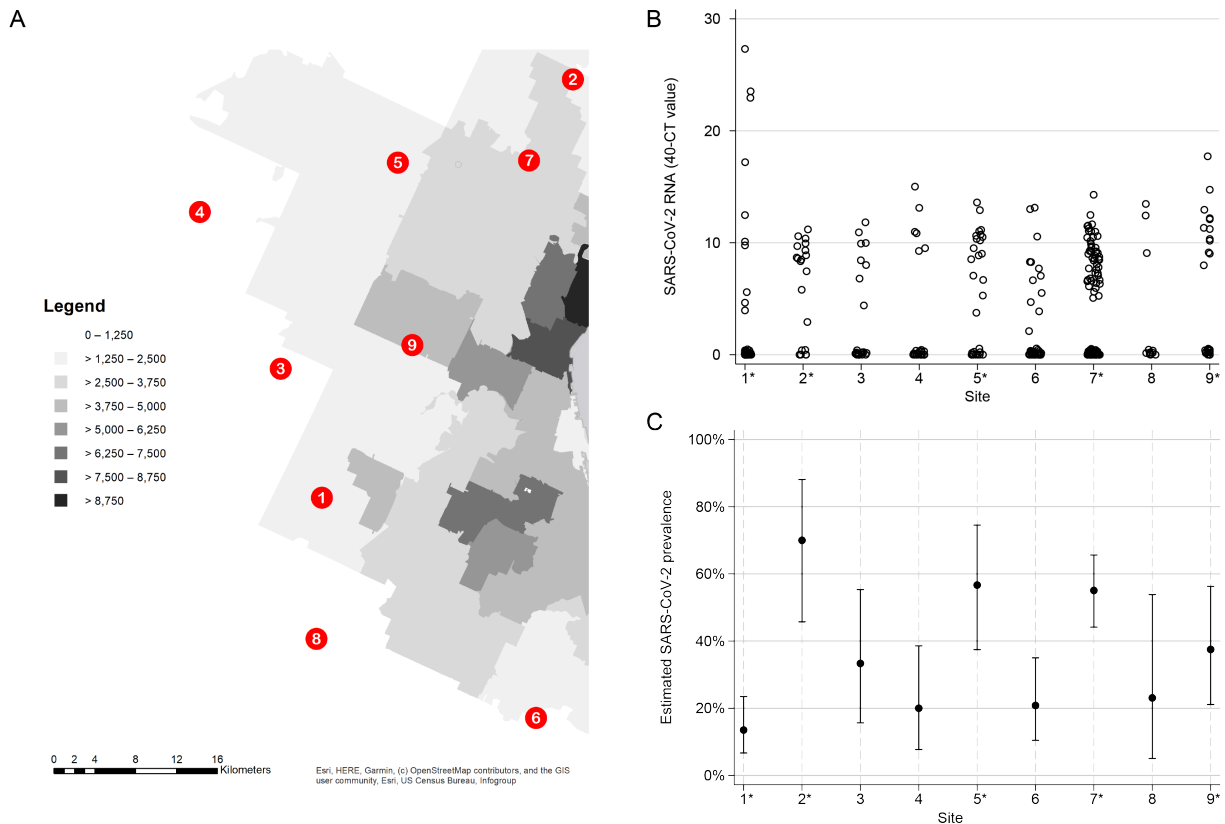 A
2
5
7
4
9
3
1
8
6
Legend
0 – 1,250
> 1,250 – 2,500
> 2,500 – 3,750
> 3,750 – 5,000
> 5,000 – 6,250
> 6,250 – 7,500
> 7,500 – 8,750
> 8,750
0 2 4 8 12 16
Kilometers
Esri, HERE, Garmin, (c) OpenStreetMap contributors, and the GIS
user community, Esri, US Census Bureau, Infogroup
B
SARS-CoV-2 RNA (40-CT value)
30
20
10
0
1* 2* 3 4 5* 6 7* 8 9*
Site
C
Estimated SARS-CoV-2 prevalence
100%
80%
60%
40%
20%
0%
1* 2* 3 4 5* 6 7* 8 9*
Site